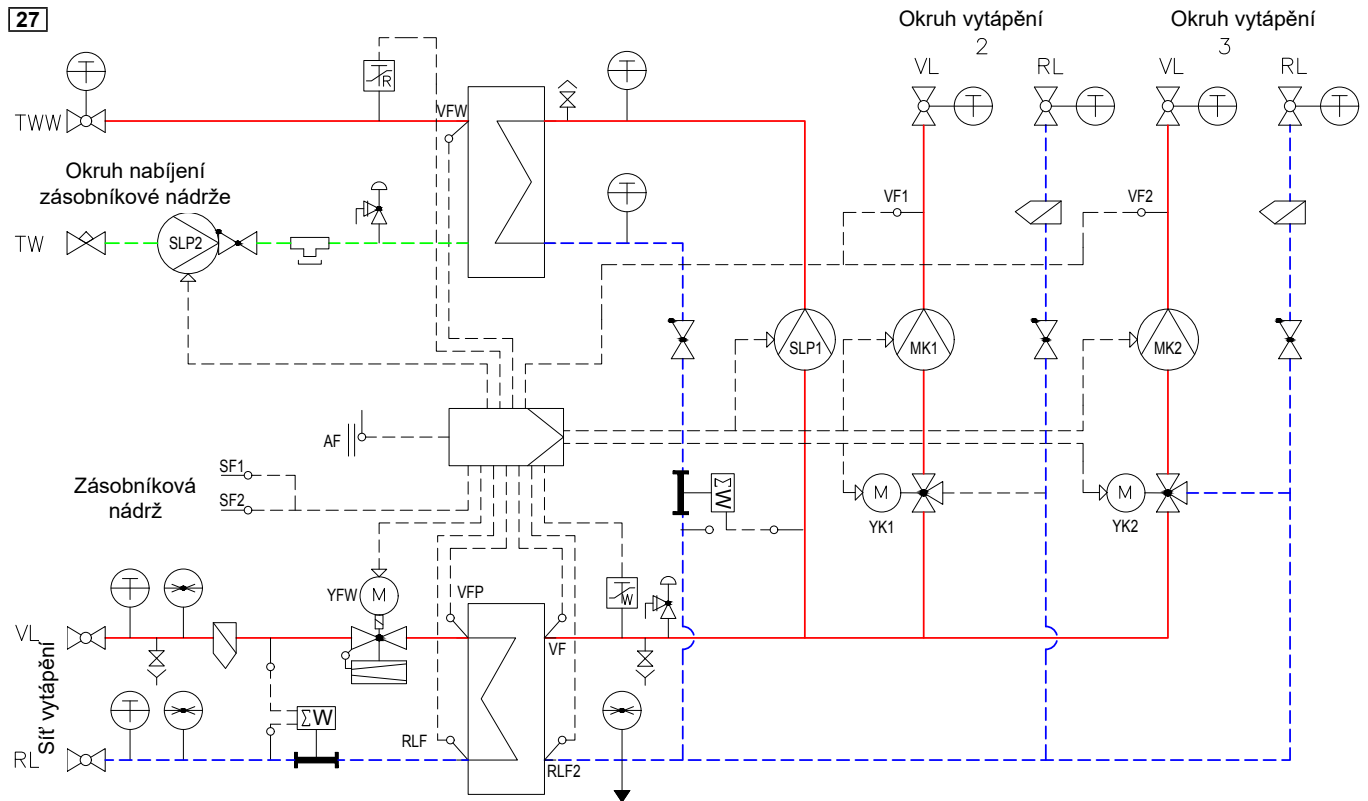 27
Okruh vytápění
2
Okruh vytápění
3
VL
RL
VL
RL
T
T
T
T
T
T
T
R
TWW
VFW
Okruh nabíjení
zásobníkové nádrže
T
VF1
VF2
TW
SLP2
SLP1
MK1
MK2
AF
SF1
Zásobníková
nádrž
SF2
ΣW
M
M
YK1
YK2
T
YFW
M
VFP
W
VL
VF
Síť vytápění
T
ΣW
RLF
RL
RLF2